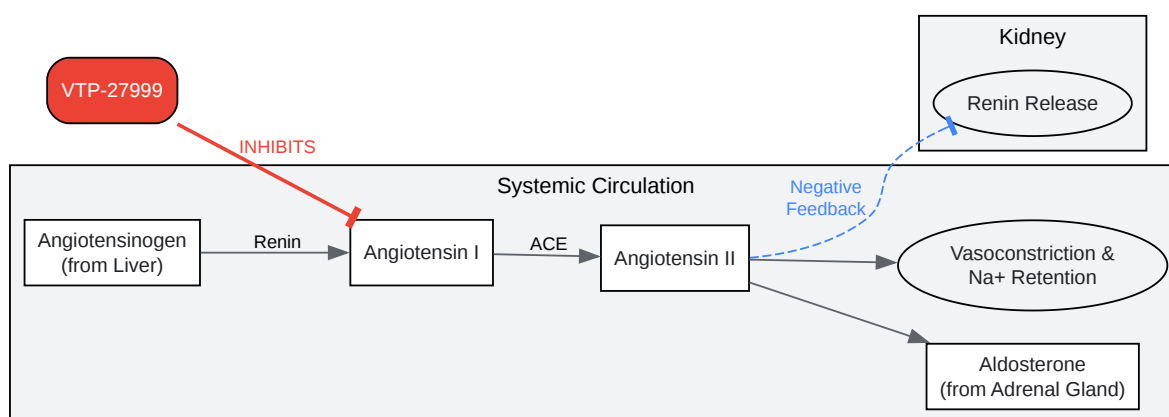 Kidney
VTP-27999
Renin Release
INHIBITS
Systemic Circulation
Negative
Feedback
Angiotensinogen
(from Liver)
Renin
Angiotensin I
ACE
Angiotensin II
Vasoconstriction &
Na+ Retention
Aldosterone
(from Adrenal Gland)